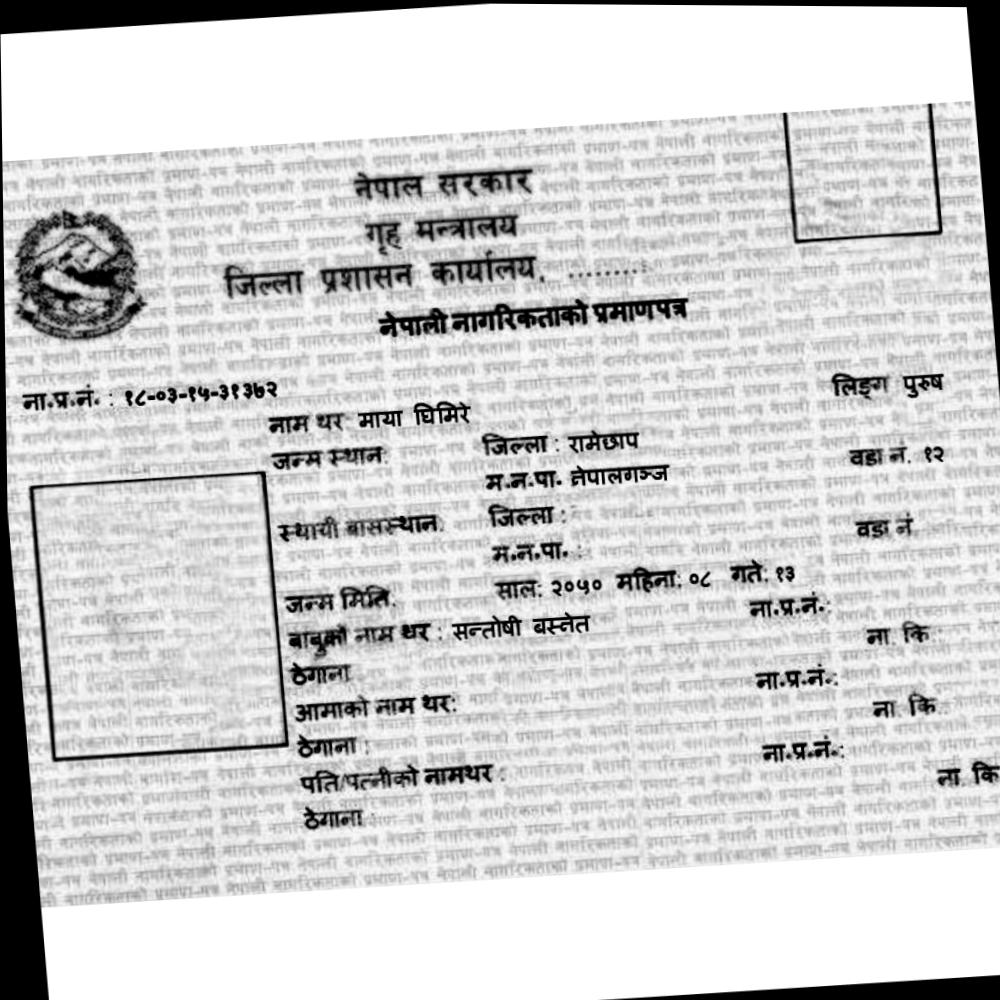 नेपाल सरकार
गृह मन्त्रालय
जिल्ला प्रशासन कार्यालय, .........
नेपाली नागरिकताको प्रमाणपत्र
ना.प्र.नं. : १८-०३-१५-३१३७२
लिङ्ग पुरुष
नाम थर माया घिमिरे
जन्म स्थान: जिल्ला : रामेछाप
म.न.पा. नेपालगञ्ज वडा नं. १२
स्थायी बासस्थान: जिल्ला :
म.न.पा. : वडा नं
जन्म मिति: साल: २०५० महिना: ०८ गते: १३
बाबुको नाम थर : सन्तोषी बस्नेत ना.प्र.नं.:
ठेगाना ना. कि.:
आमाको नाम थर: ना.प्र.नं.:
ठेगाना : ना. कि.:
पति/पत्नीको नामथर : ना.प्र.नं.:
ठेगाना : ना. कि